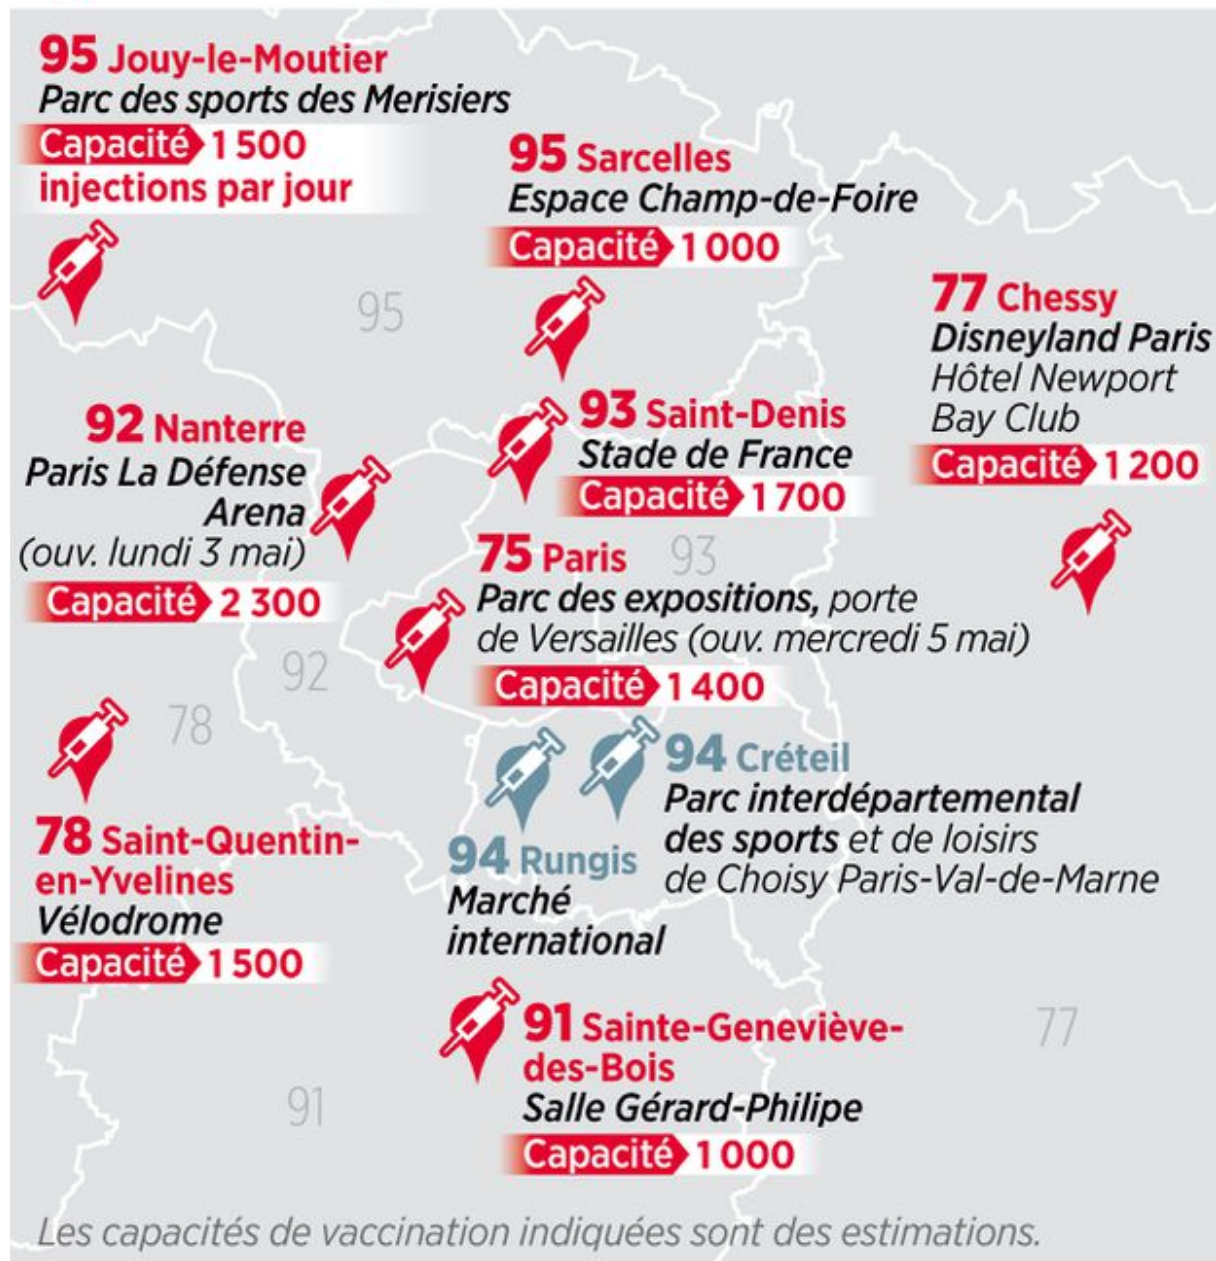 95 Jouy-le-Moutier
Parc des sports des Merisiers
Capacité 1 500
injections par jour
95 Sarcelles
Espace Champ-de-Foire
Capacité 1 000
95
77 Chessy
Disneyland Paris
Hôtel Newport
Bay Club
Capacité 1 200
92 Nanterre
Paris La Défense
Arena
(ouv. lundi 3 mai)
Capacité 2 300
93 Saint-Denis
Stade de France
Capacité 1 700
93
75 Paris
Parc des expositions, porte
de Versailles (ouv. mercredi 5 mai)
Capacité 1 400
92
78
78 Saint-Quentin-
en-Yvelines
Vélodrome
Capacité 1 500
94 Créteil
Parc interdépartemental
des sports et de loisirs
de Choisy Paris-Val-de-Marne
94 Rungis
Marché
international
91 Sainte-Geneviève-
des-Bois
Salle Gérard-Philipe
Capacité 1 000
77
91
Les capacités de vaccination indiquées sont des estimations.